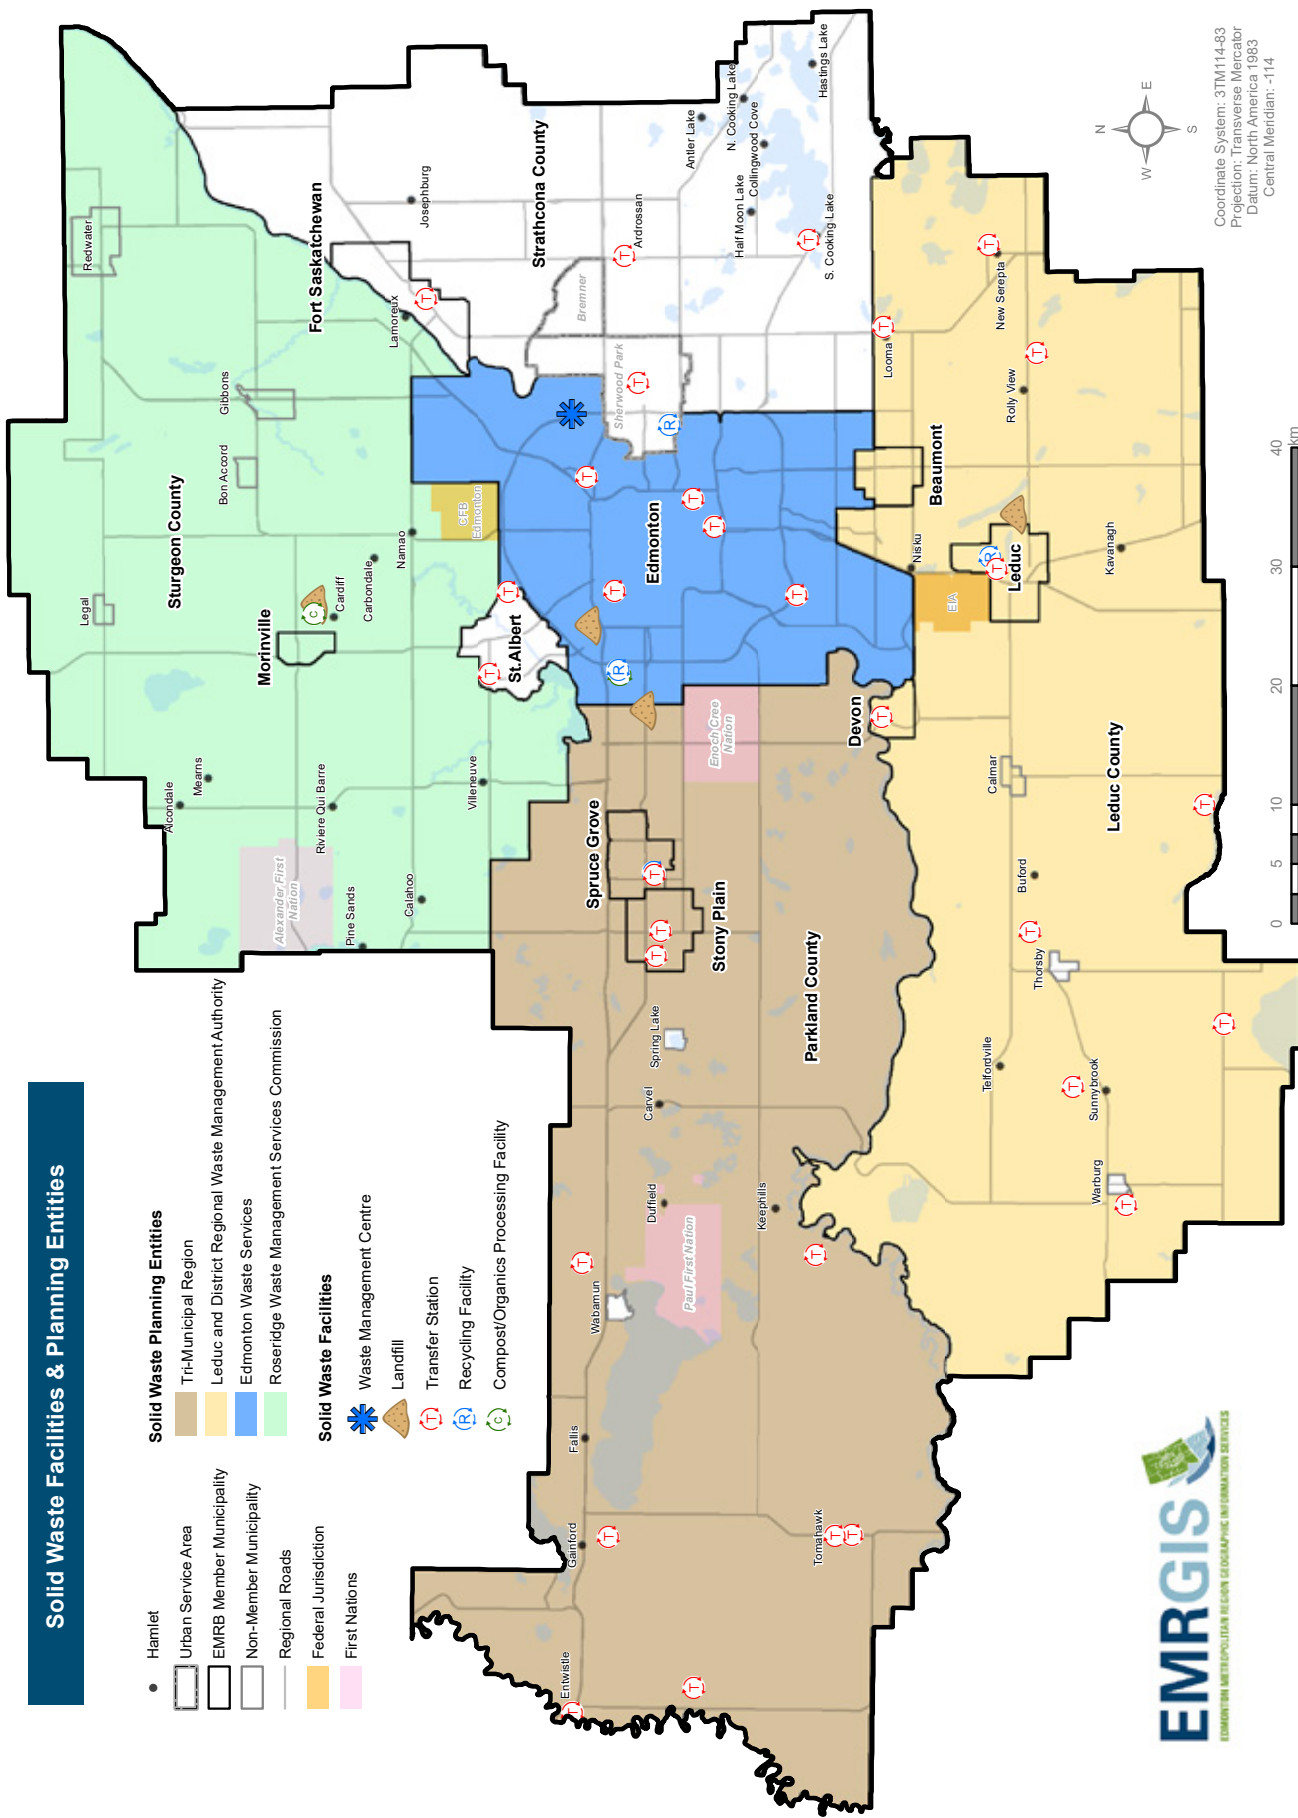 Solid Waste Facilities & Planning Entities
Hamlet
Urban Service Area
EMRB Member Municipality
Non-Member Municipality
Regional Roads
Federal Jurisdiction
First Nations
Solid Waste Planning Entities
Tri-Municipal Region
Leduc and District Regional Waste Management Authority
Edmonton Waste Services
Roseridge Waste Management Services Commission
Solid Waste Facilities
Waste Management Centre
Landfill
T
Transfer Station
R
Recycling Facility
C
Compost/Organics Processing Facility
Redwater
Legal
Sturgeon County
Bon Accord
Gibbons
Alcondale
Mearns
Morinville
Cardiff
Carbondale
Namao
Riviere Qui Barre
Alexander First
Nation
Pine Sands
Calahoo
Villeneuve
CFB
Edmonton
St.Albert
Fort Saskatchewan
Lamoreux
Josephburg
Strathcona County
Bremner
Ardrossan
Sherwood Park
Antler Lake
N. Cooking Lake
Collingwood Cove
Half Moon Lake
Hastings Lake
S. Cooking Lake
Edmonton
Enoch Cree
Nation
Spruce Grove
Stony Plain
Spring Lake
Carvel
Duffield
Paul First Nation
Wabamun
Keephills
Parkland County
Fallis
Gainford
Entwistle
Tomahawk
Devon
Beaumont
Looma
Nisku
EIA
Leduc
New Serepta
Rolly View
Kavanagh
Calmar
Leduc County
Buford
Thorsby
Telfordville
Sunnybrook
Warburg
N
E
S
W
Coordinate System: 3TM114-83
Projection: Transverse Mercator
Datum: North America 1983
Central Meridian: -114
0 5 10 20 30 40
km
EMRGIS
EDMONTON METROPOLITAN REGION GEOGRAPHIC INFORMATION SERVICES